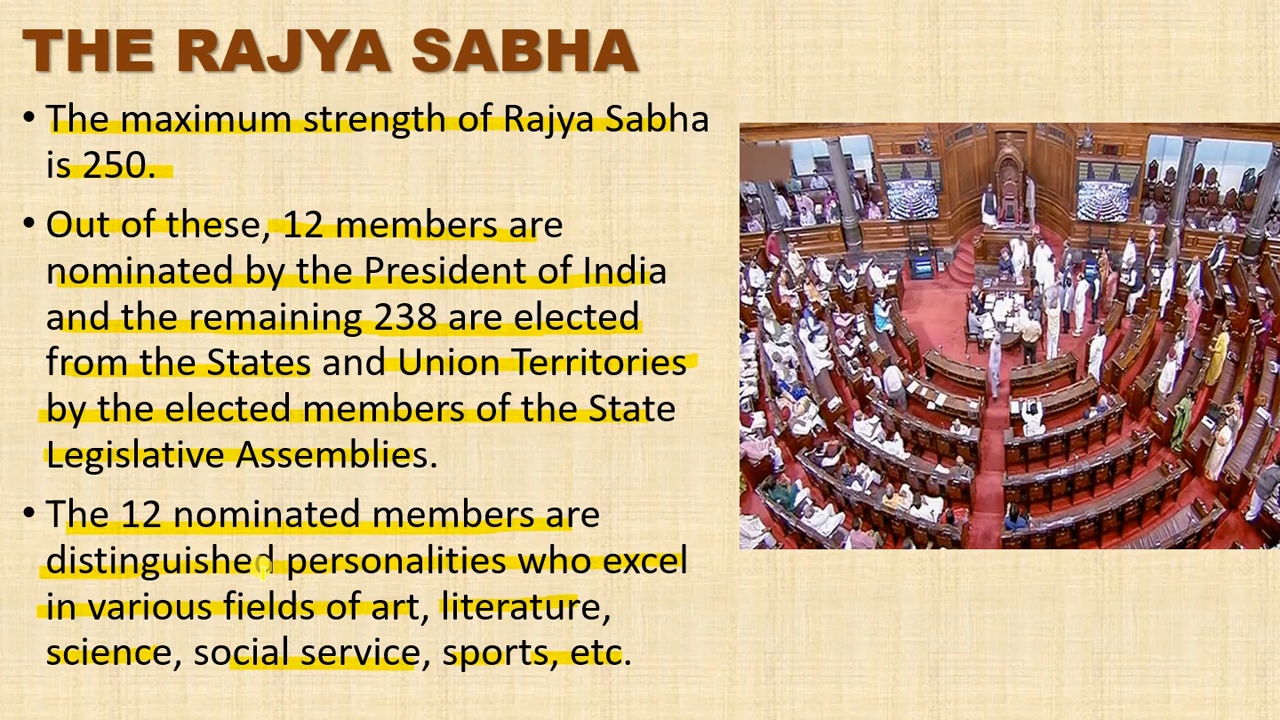 THE RAJYA SABHA
• The maximum strength of Rajya Sabha
is 250.
• Out of these, 12 members are
nominated by the President of India
and the remaining 238 are elected
from the States and Union Territories
by the elected members of the State
Legislative Assemblies.
• The 12 nominated members are
distinguished personalities who excel
in various fields of art, literature,
science, social service, sports, etc.